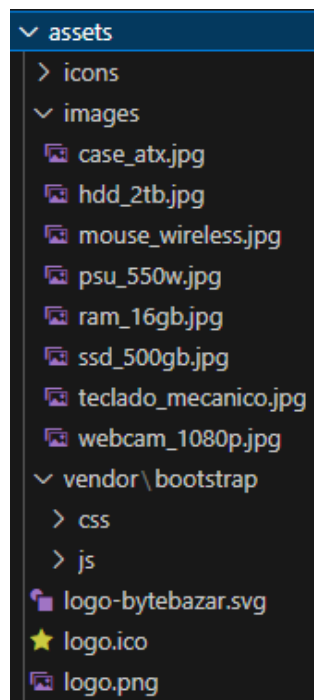 assets
icons
images
case_atx.jpg
hdd_2tb.jpg
mouse_wireless.jpg
psu_550w.jpg
ram_16gb.jpg
ssd_500gb.jpg
teclado_mecanico.jpg
webcam_1080p.jpg
vendor\bootstrap
css
js
logo-bytebazar.svg
logo.ico
logo.png